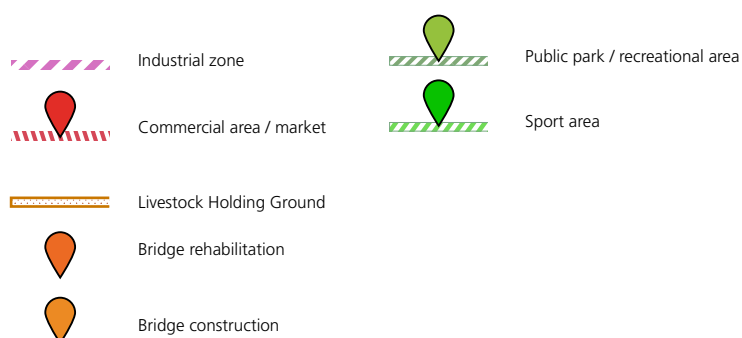 Industrial zone
Commercial area / market
Livestock Holding Ground
Bridge rehabilitation
Bridge construction
Public park / recreational area
Sport area